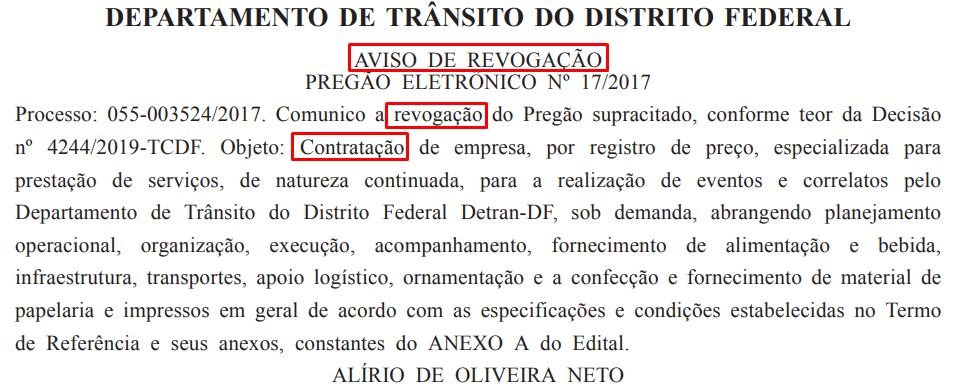 DEPARTAMENTO DE TRÂNSITO DO DISTRITO FEDERAL
AVISO DE REVOGAÇÃO
PREGÃO ELETRÔNICO Nº 17/2017
Processo: 055-003524/2017. Comunico a revogação do Pregão supracitado, conforme teor da Decisão
nº 4244/2019-TCDF. Objeto: Contratação de empresa, por registro de preço, especializada para
prestação de serviços, de natureza continuada, para a realização de eventos e correlatos pelo
Departamento de Trânsito do Distrito Federal Detran-DF, sob demanda, abrangendo planejamento
operacional, organização, execução, acompanhamento, fornecimento de alimentação e bebida,
infraestrutura, transportes, apoio logístico, ornamentação e a confecção e fornecimento de material de
papelaria e impressos em geral de acordo com as especificações e condições estabelecidas no Termo
de Referência e seus anexos, constantes do ANEXO A do Edital.
ALÍRIO DE OLIVEIRA NETO